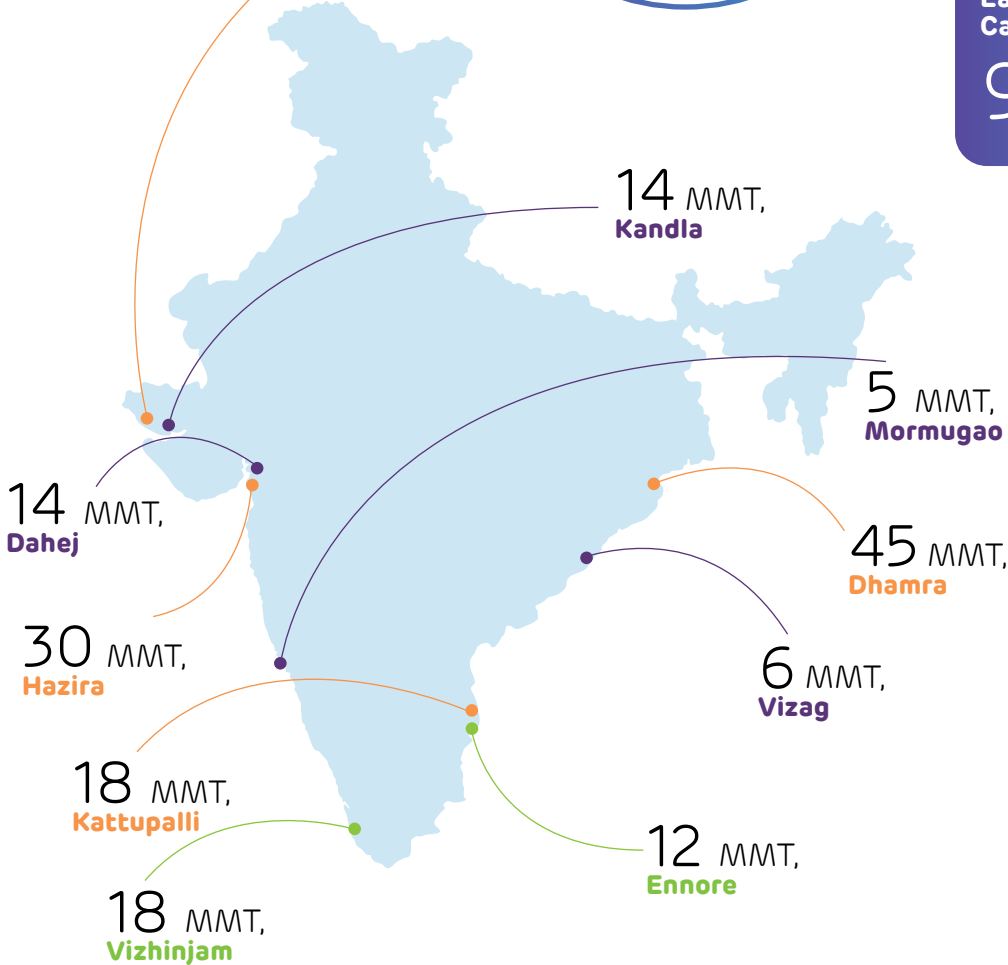 14 MMT,
Kandla
5 MMT,
Mormugao
14 MMT,
Dahej
45 MMT,
Dhamra
30 MMT,
Hazira
6 MMT,
Vizag
18 MMT,
Kattupalli
12 MMT,
Ennore
18 MMT,
Vizhinjam